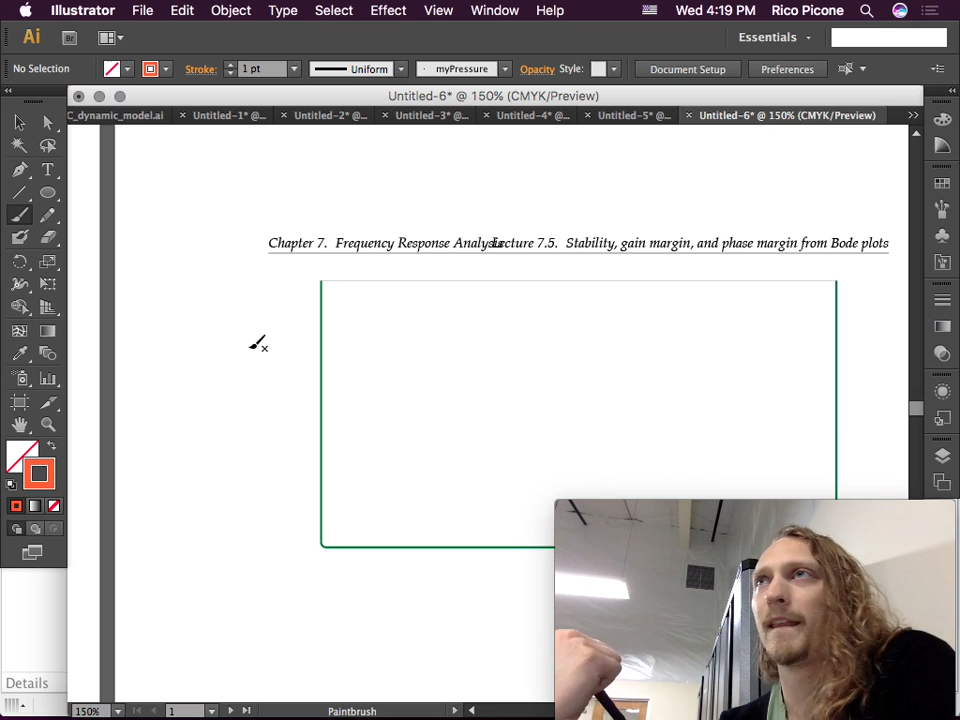 Illustrator File Edit Object Type Select Effect View Window Help Wed 4:19 PM Rico Picone
Ai Br Essentials
No Selection Stroke: 1 pt Uniform myPressure Opacity Style: Document Setup Preferences
Untitled-6* @ 150% (CMYK/Preview)
C_dynamic_model.ai × Untitled-1* @... × Untitled-2* @... × Untitled-3* @... × Untitled-4* @... × Untitled-5* @... × Untitled-6* @ 150% (CMYK/Preview)
Chapter 7. Frequency Response Analysis Lecture 7.5. Stability, gain margin, and phase margin from Bode plots
Details
150% 1 Paintbrush